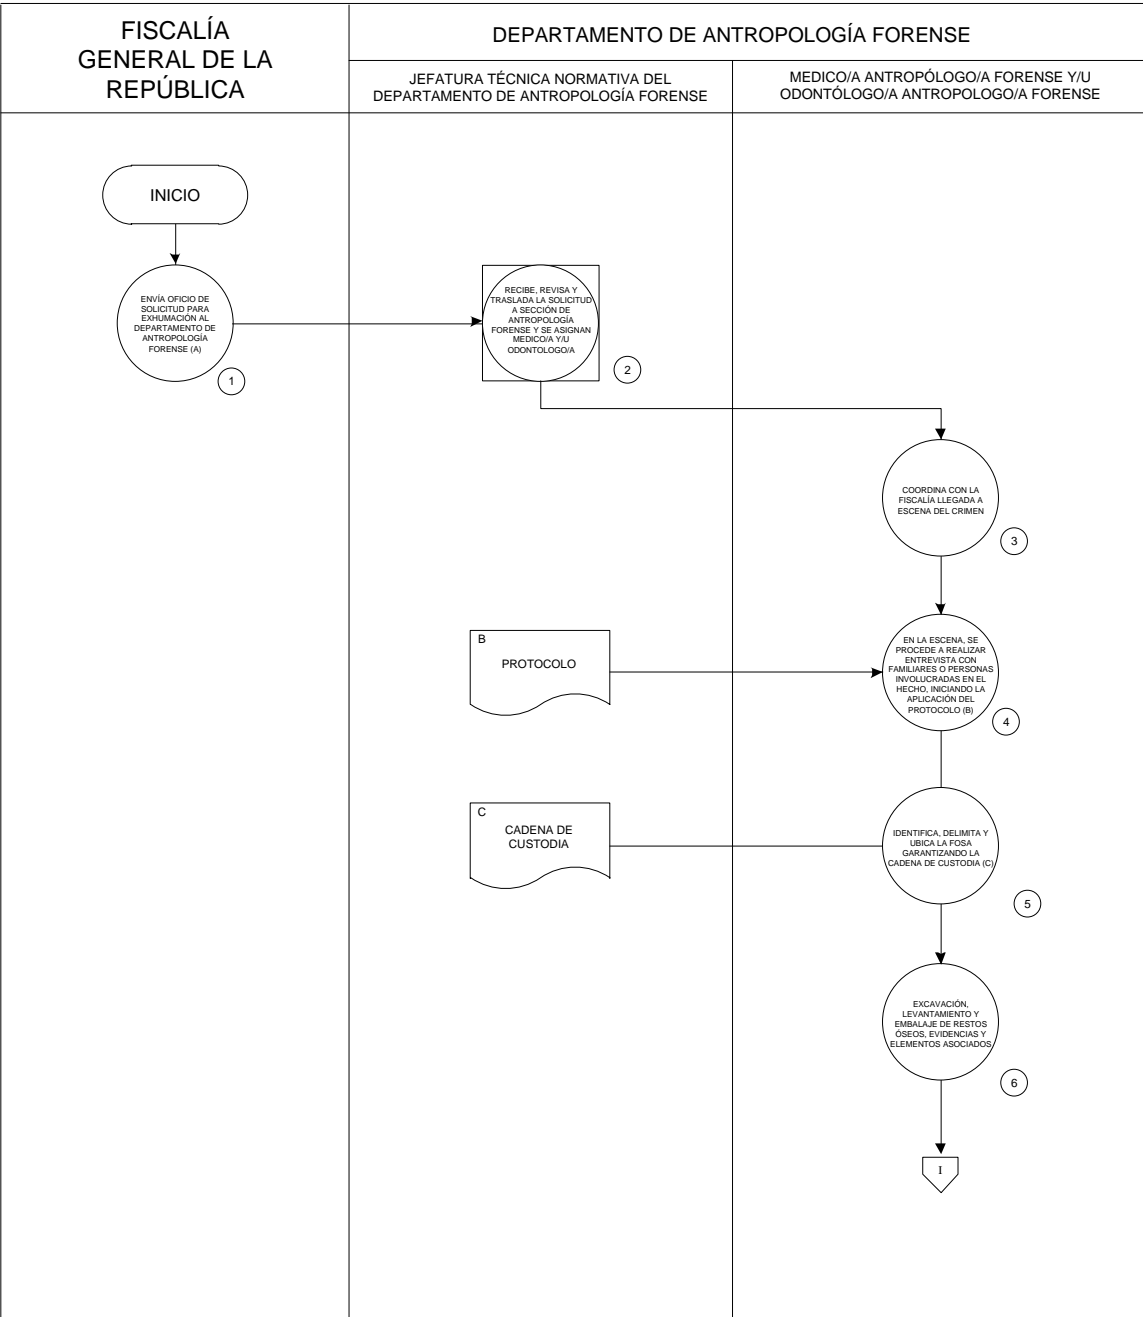 FISCALÍA
GENERAL DE LA
REPÚBLICA
DEPARTAMENTO DE ANTROPOLOGÍA FORENSE
JEFATURA TÉCNICA NORMATIVA DEL
DEPARTAMENTO DE ANTROPOLOGÍA FORENSE
MEDICO/A ANTROPÓLOGO/A FORENSE Y/U
ODONTÓLOGO/A ANTROPOLOGO/A FORENSE
INICIO
ENVÍA OFICIO DE
SOLICITUD PARA
EXHUMACIÓN AL
DEPARTAMENTO DE
ANTROPOLOGÍA
FORENSE (A)
1
RECIBE, REVISA Y
TRASLADA LA SOLICITUD
A SECCIÓN DE
ANTROPOLOGÍA
FORENSE Y SE ASIGNAN
MEDICO/A Y/U
ODONTOLOGO/A
2
COORDINA CON LA
FISCALÍA LLEGADA A
ESCENA DEL CRIMEN
3
B
PROTOCOLO
EN LA ESCENA, SE
PROCEDE A REALIZAR
ENTREVISTA CON
FAMILIARES O PERSONAS
INVOLUCRADAS EN EL
HECHO, INICIANDO LA
APLICACIÓN DEL
PROTOCOLO (B)
4
C
CADENA DE
CUSTODIA
IDENTIFICA, DELIMITA Y
UBICA LA FOSA
GARANTIZANDO LA
CADENA DE CUSTODIA (C)
5
EXCAVACIÓN,
LEVANTAMIENTO Y
EMBALAJE DE RESTOS
ÓSEOS, EVIDENCIAS Y
ELEMENTOS ASOCIADOS
6
I